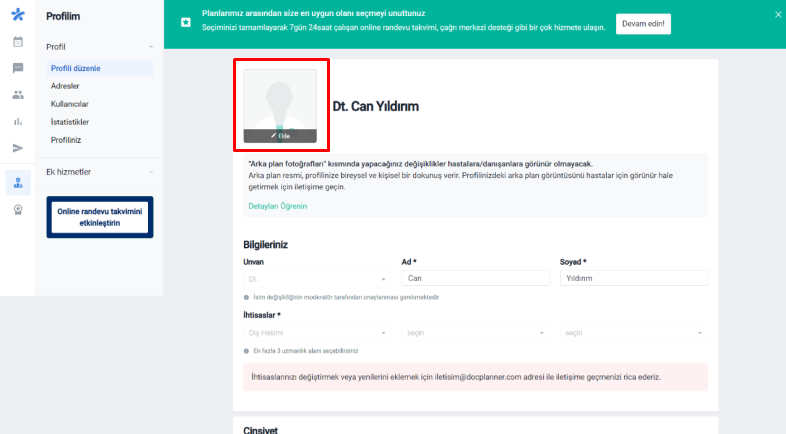 Planlarımız arasından size en uygun olanı seçmeyi unuttunuz
Seçiminizi tamamlayarak 7gün 24saat çalışan online randevu takvimi, çağrı merkezi desteği gibi bir çok hizmete ulaşın.
Devam edin!
Profilim
Profil
Profili düzenle
Adresler
Kullanıcılar
İstatistikler
Profiliniz
Ek hizmetler
Online randevu takvimini
etkinleştirin
Ekle
Dt. Can Yıldırım
"Arka plan fotoğrafları" kısmında yapacağınız değişiklikler hastalara/danışanlara görünür olmayacak.
Arka plan resmi, profilinize bireysel ve kişisel bir dokunuş verir. Profilinizdeki arka plan görüntüsünü hastalar için görünür hale
getirmek için iletişime geçin.
Detayları Öğrenin
Bilgileriniz
Unvan
Ad *
Soyad *
Dt.
Can
Yıldırım
İsim değişikliğinin moderatör tarafından onaylanması gerekmektedir
İhtisaslar *
Diş Hekimi
seçin
seçin
En fazla 3 uzmanlık alanı seçebilirsiniz
İhtisaslarınızı değiştirmek veya yenilerini eklemek için iletisim@docplanner.com adresi ile iletişime geçmenizi rica ederiz.
Cinsiyet